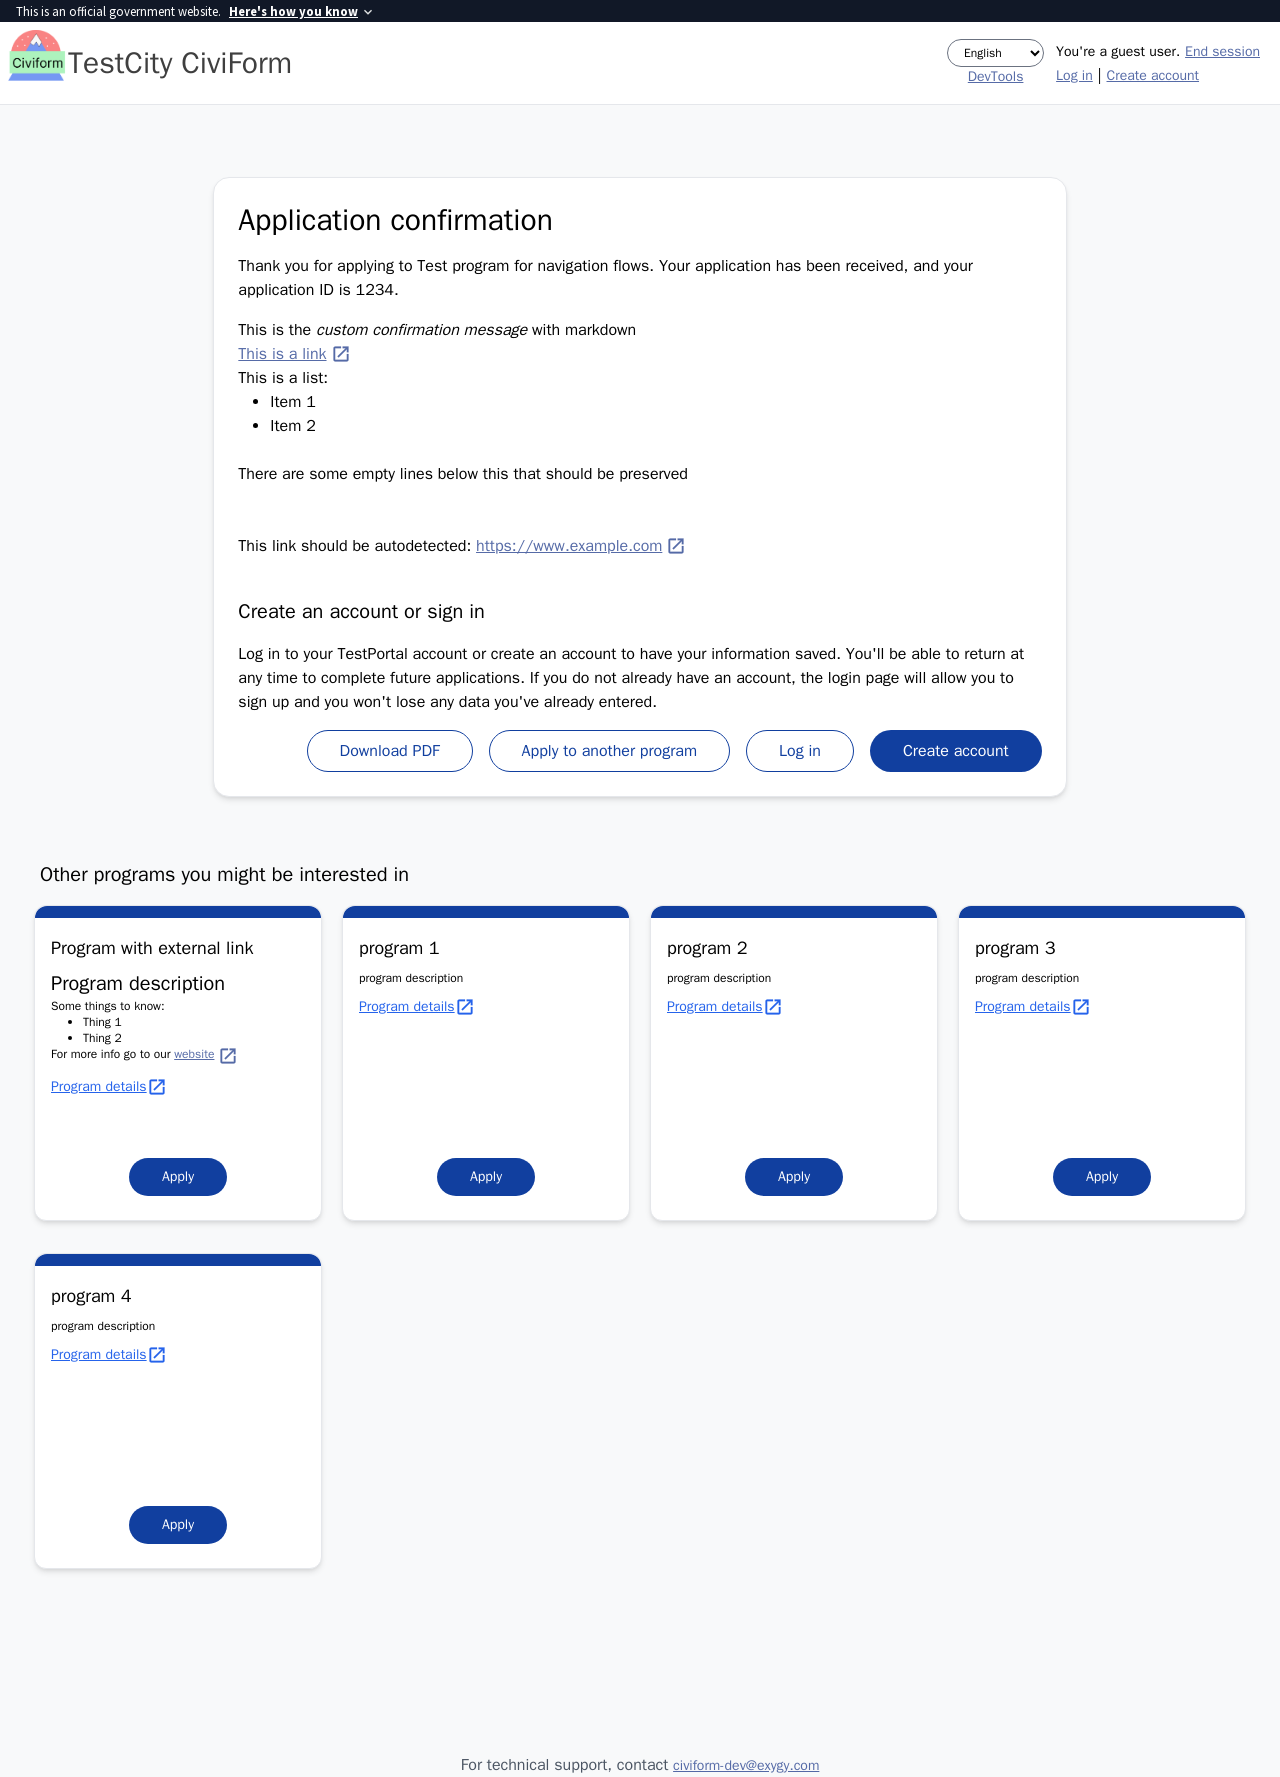 This is an official government website. Here's how you know
Civiform
TestCity CiviForm
English
DevTools
You're a guest user. End session
Log in | Create account
Application confirmation
Thank you for applying to Test program for navigation flows. Your application has been received, and your
application ID is 1234.
This is the custom confirmation message with markdown
This is a link
This is a list:
• Item 1
• Item 2
There are some empty lines below this that should be preserved
This link should be autodetected: https://www.example.com
Create an account or sign in
Log in to your TestPortal account or create an account to have your information saved. You'll be able to return at
any time to complete future applications. If you do not already have an account, the login page will allow you to
sign up and you won't lose any data you've already entered.
Download PDF
Apply to another program
Log in
Create account
Other programs you might be interested in
Program with external link
Program description
Some things to know:
• Thing 1
• Thing 2
For more info go to our website
Program details
Apply
program 1
program description
Program details
Apply
program 2
program description
Program details
Apply
program 3
program description
Program details
Apply
program 4
program description
Program details
Apply
For technical support, contact civiform-dev@exygy.com